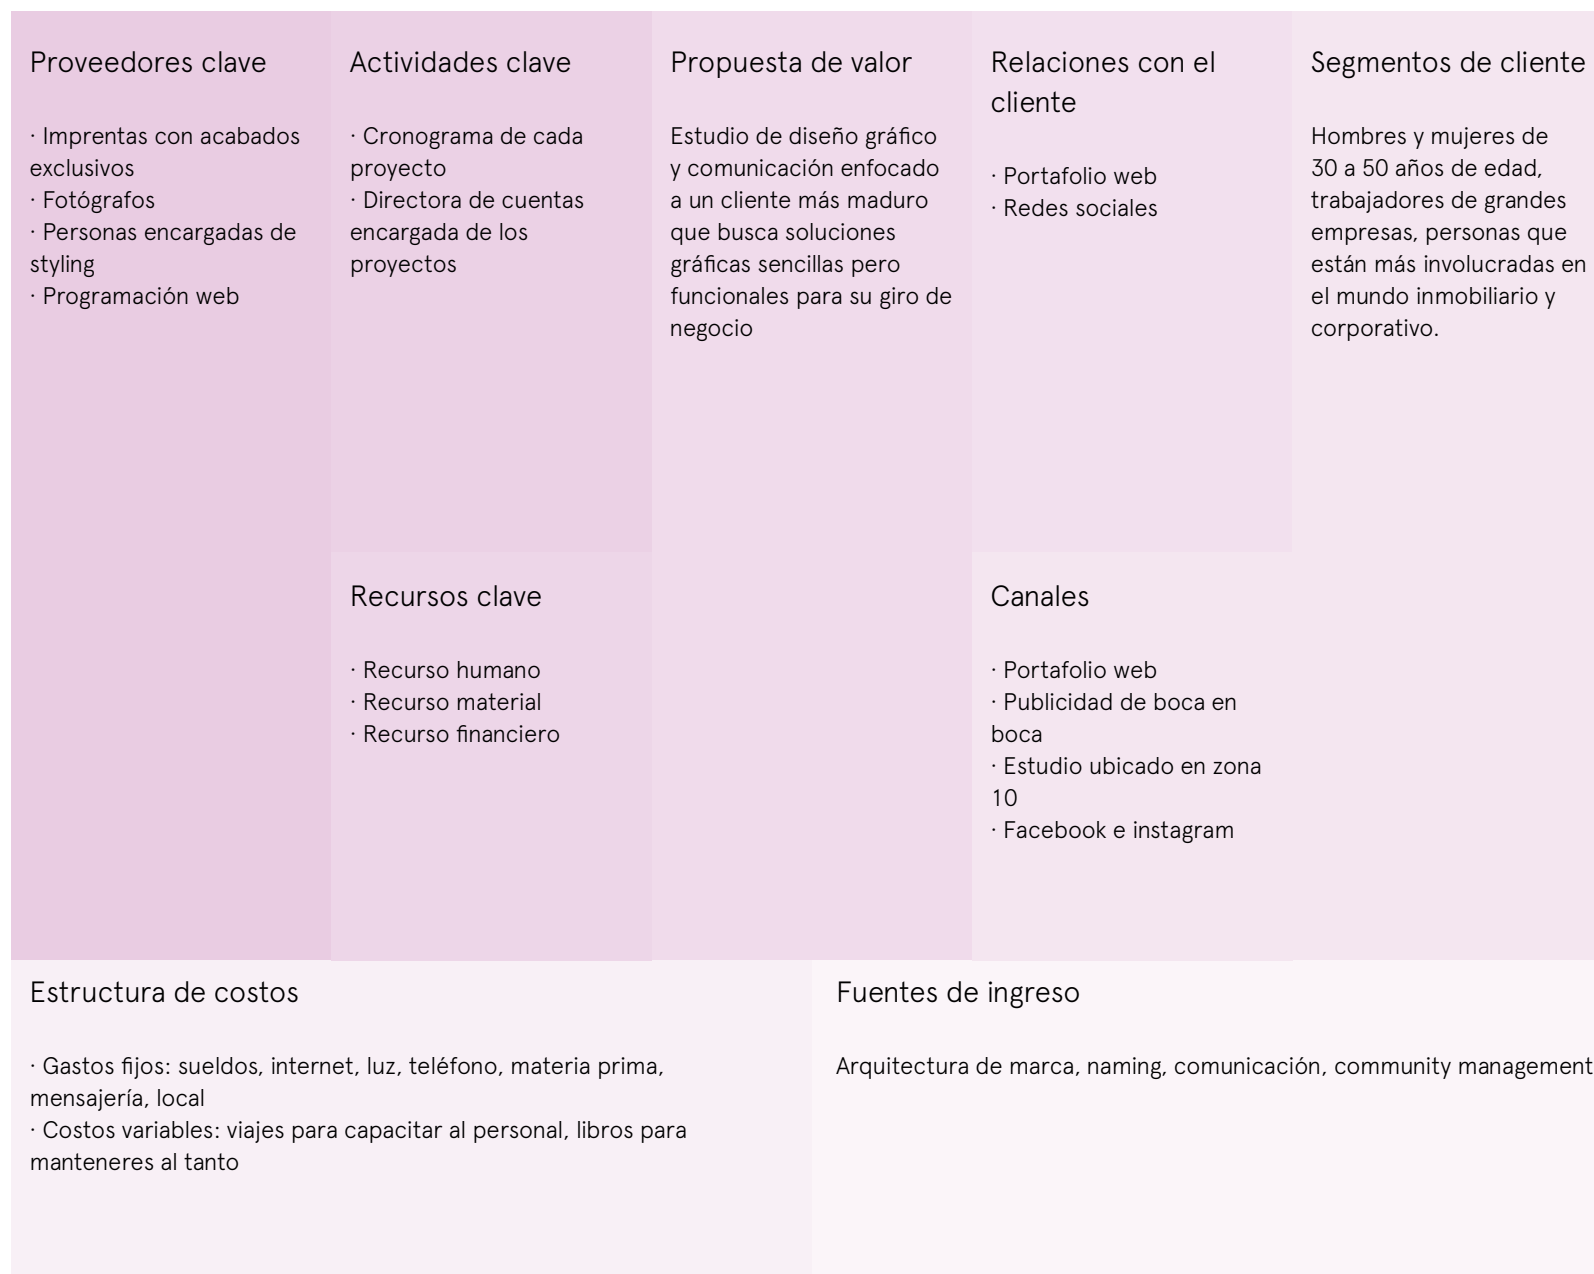 Proveedores clave
· Imprentas con acabados
exclusivos
· Fotógrafos
· Personas encargadas de
styling
· Programación web
Actividades clave
· Cronograma de cada
proyecto
· Directora de cuentas
encargada de los
proyectos
Recursos clave
· Recurso humano
· Recurso material
· Recurso financiero
Propuesta de valor
Estudio de diseño gráfico
y comunicación enfocado
a un cliente más maduro
que busca soluciones
gráficas sencillas pero
funcionales para su giro de
negocio
Relaciones con el
cliente
· Portafolio web
· Redes sociales
Canales
· Portafolio web
· Publicidad de boca en
boca
· Estudio ubicado en zona
10
· Facebook e instagram
Segmentos de cliente
Hombres y mujeres de
30 a 50 años de edad,
trabajadores de grandes
empresas, personas que
están más involucradas en
el mundo inmobiliario y
corporativo.
Estructura de costos
· Gastos fijos: sueldos, internet, luz, teléfono, materia prima,
mensajería, local
· Costos variables: viajes para capacitar al personal, libros para
manteneres al tanto
Fuentes de ingreso
Arquitectura de marca, naming, comunicación, community management